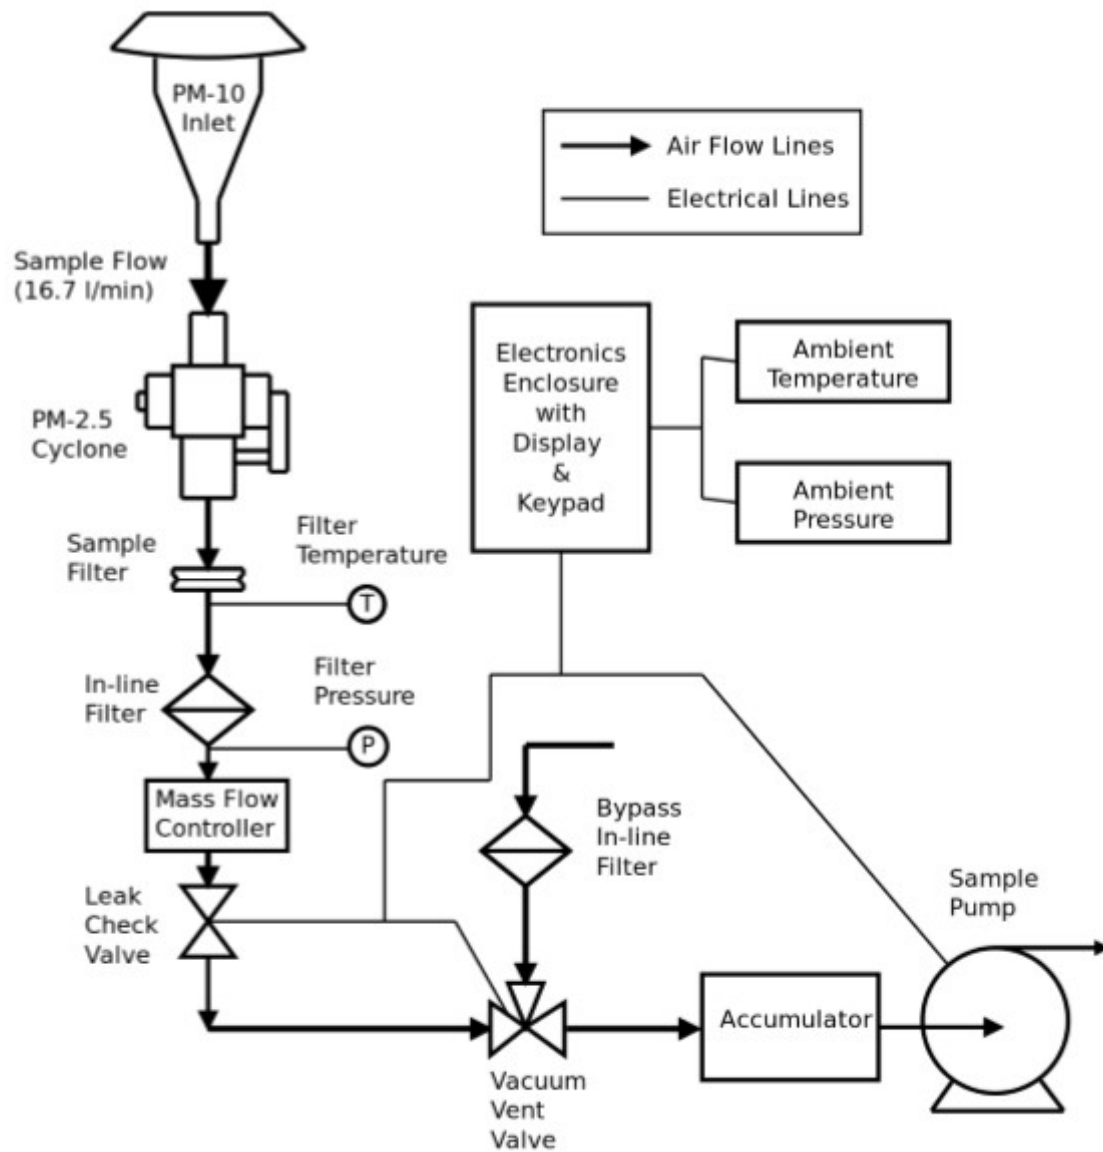 PM-10
Inlet
Air Flow Lines
Electrical Lines
Sample Flow
(16.7 l/min)
Electronics
Enclosure
with
Display
&
Keypad
Ambient
Temperature
Ambient
Pressure
PM-2.5
Cyclone
Sample
Filter
Filter
Temperature
T
In-line
Filter
Filter
Pressure
P
Mass Flow
Controller
Bypass
In-line
Filter
Leak
Check
Valve
Sample
Pump
Accumulator
Vacuum
Vent
Valve